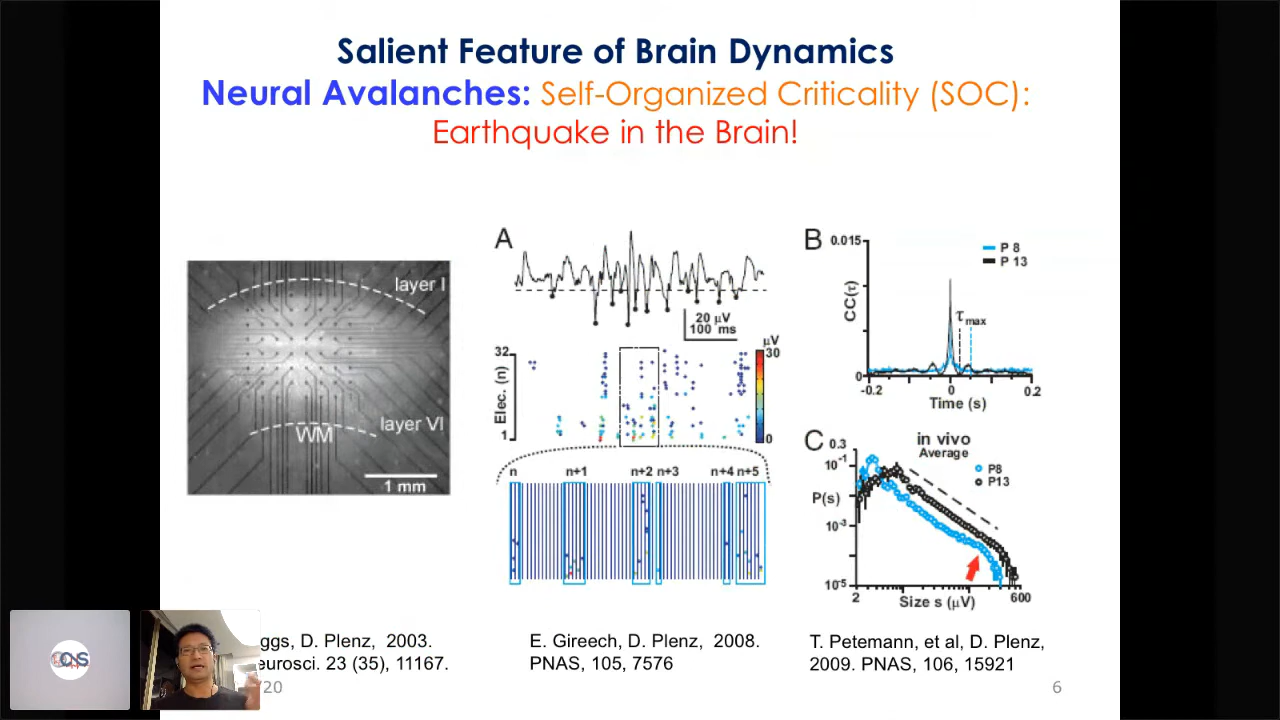 Salient Feature of Brain Dynamics
Neural Avalanches: Self-Organized Criticality (SOC):
Earthquake in the Brain!
layer I
layer VI
WM
1 mm
A
20 µV
100 ms
µV
30
0
32
Elec. (n)
1
n n+1 n+2 n+3 n+4 n+5
B
0.015
CC(τ)
0
P 8
P 13
τmax
-0.2 0 0.2
Time (s)
C
0.3
in vivo
Average
10-1
P8
P13
P(s)
10-3
10-5
2 Size s (µV) 600
ggs, D. Plenz, 2003.
eurosci. 23 (35), 11167.
E. Gireech, D. Plenz, 2008.
PNAS, 105, 7576
T. Petemann, et al, D. Plenz,
2009. PNAS, 106, 15921
/20
6